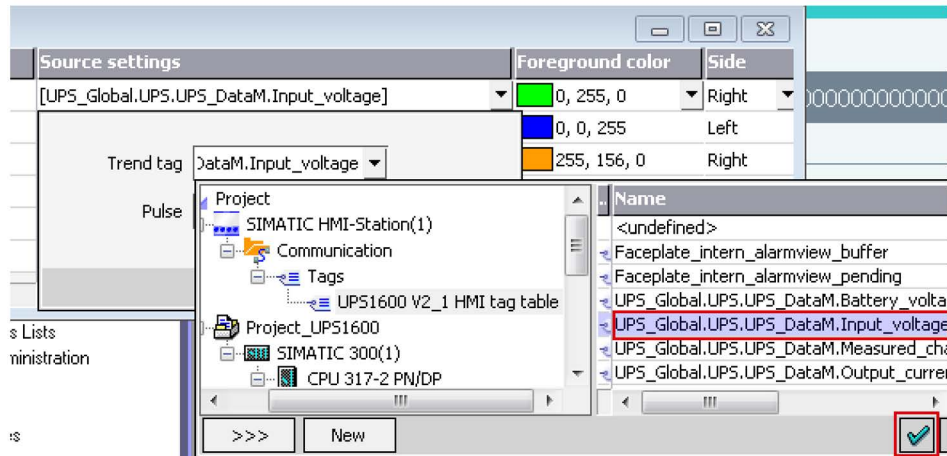 Source settings Foreground color Side
[UPS_Global.UPS.UPS_DataM.Input_voltage] 0, 255, 0 Right
0, 0, 255 Left
255, 156, 0 Right
Trend tag DataM.Input_voltage
Pulse
Project
SIMATIC HMI-Station(1)
Communication
Tags
UPS1600 V2_1 HMI tag table
Project_UPS1600
SIMATIC 300(1)
CPU 317-2 PN/DP
Name
<undefined>
Faceplate_intern_alarmview_buffer
Faceplate_intern_alarmview_pending
UPS_Global.UPS.UPS_DataM.Battery_volta
UPS_Global.UPS.UPS_DataM.Input_voltage
UPS_Global.UPS.UPS_DataM.Measured_cha
UPS_Global.UPS.UPS_DataM.Output_currer
s Lists
ministration
es
>>> New